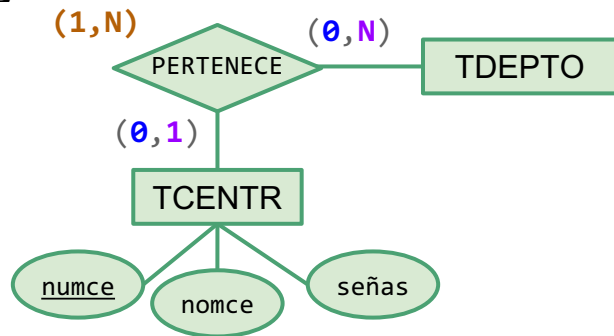 (1,N)
(0,N)
PERTENECE
TDEPTO
(0,1)
TCENTR
numce
nomce
señas